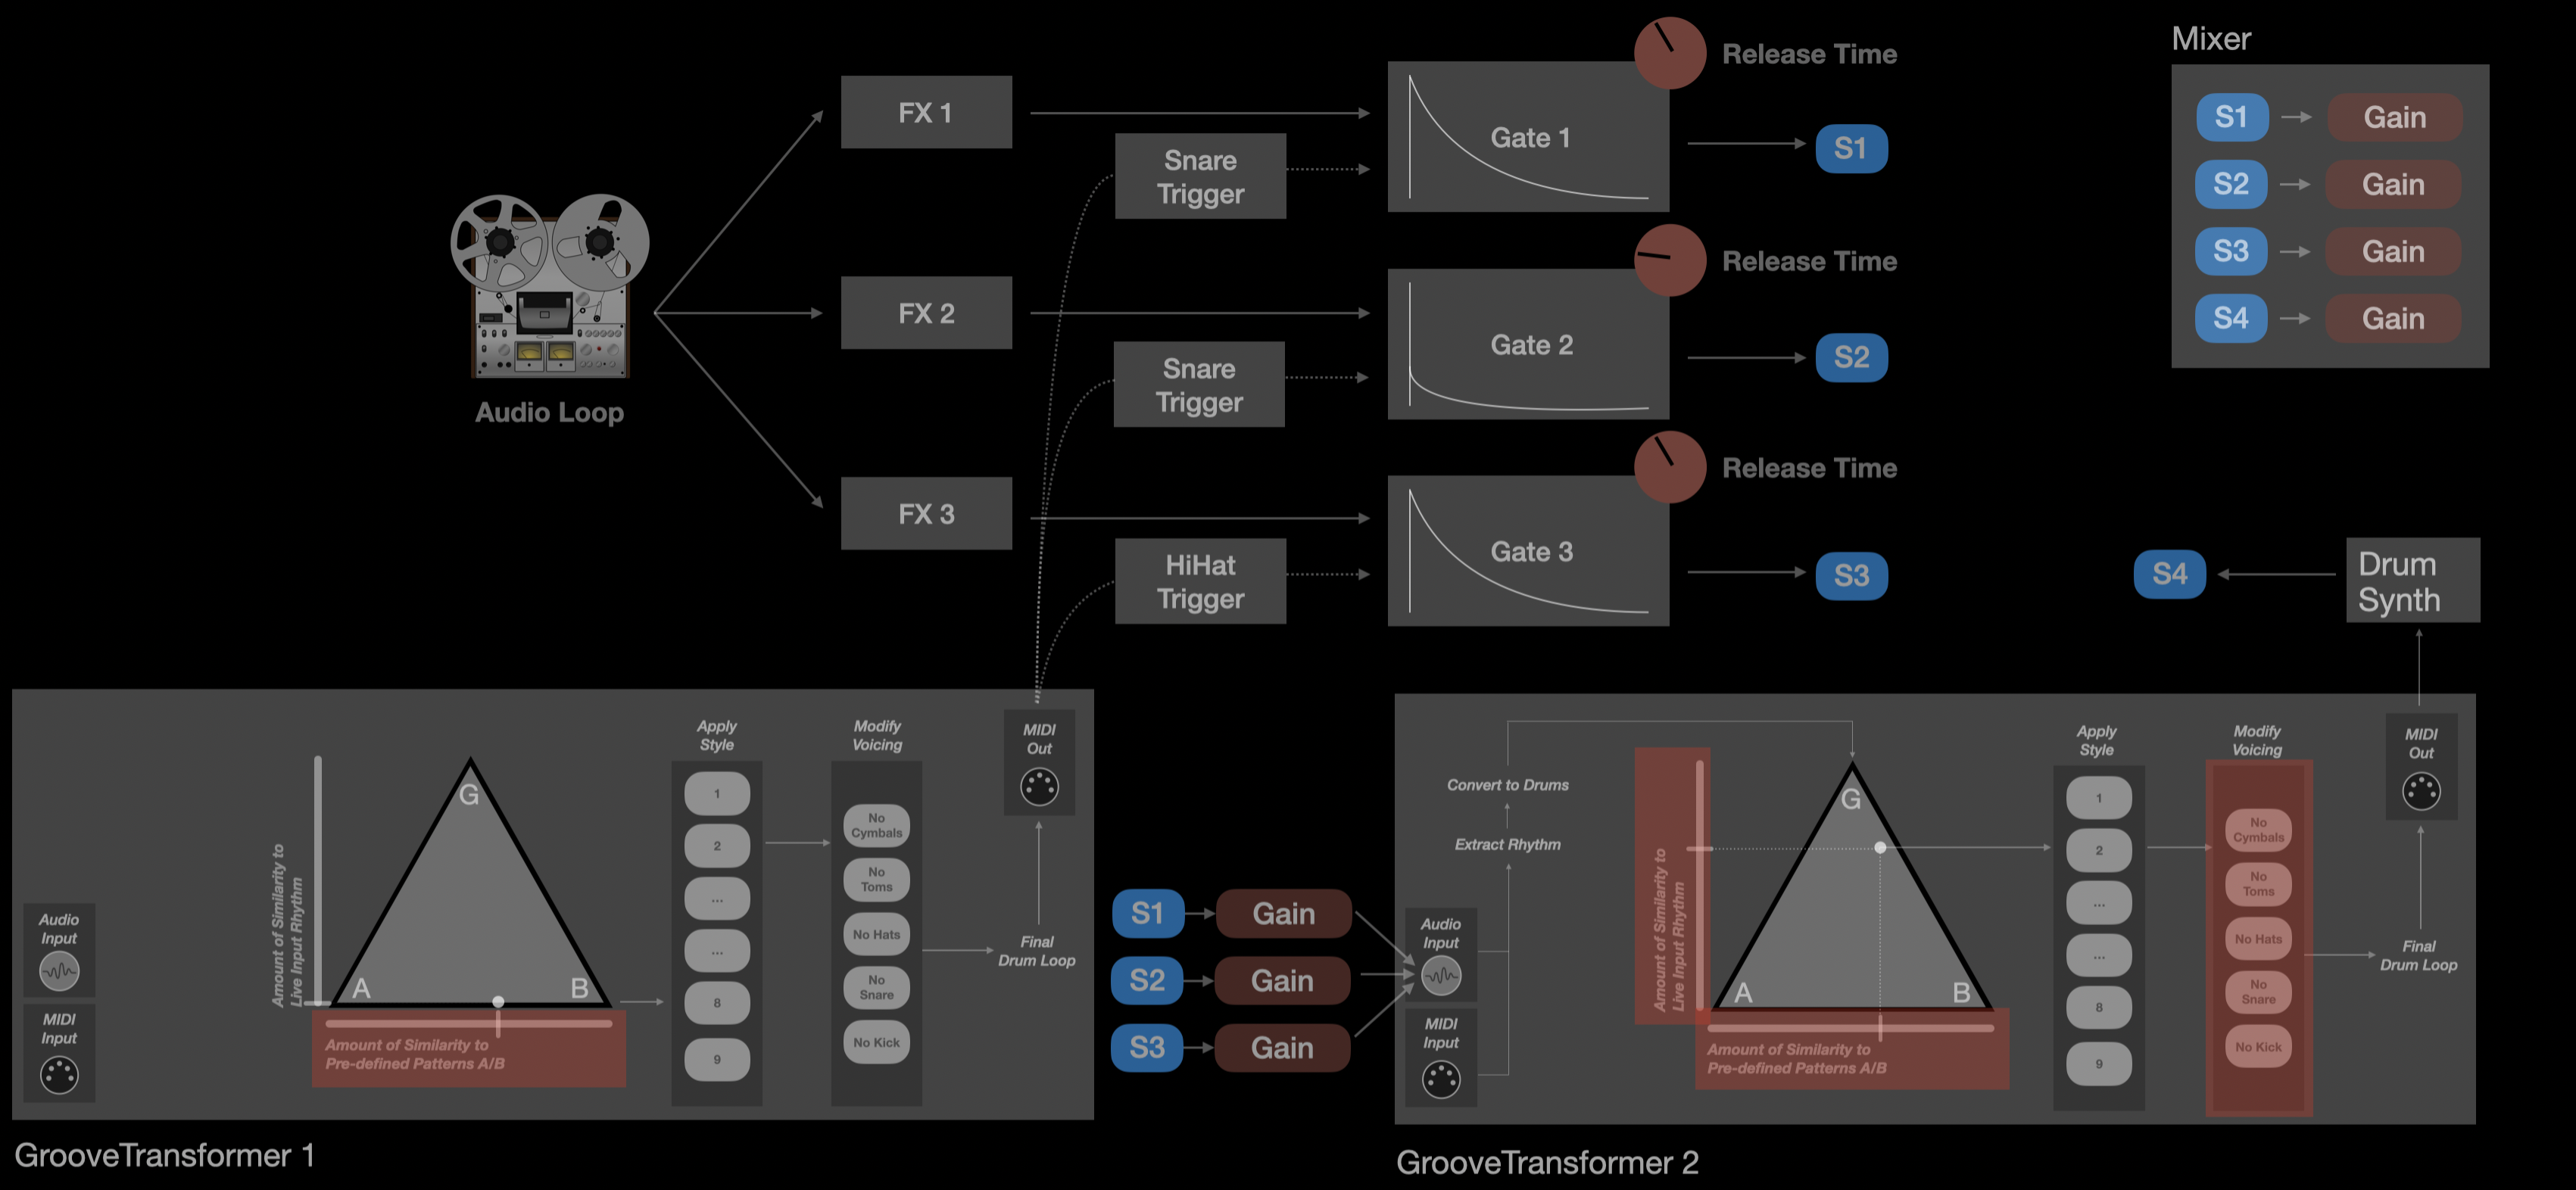 Mixer
S1
Gain
S2
Gain
S3
Gain
S4
Gain
Release Time
FX 1
Snare
Trigger
Gate 1
S1
Release Time
FX 2
Snare
Trigger
Gate 2
S2
Audio Loop
Release Time
FX 3
HiHat
Trigger
Gate 3
S3
S4
Drum
Synth
Audio
Input
MIDI
Input
Amount of Similarity to
Live Input Rhythm
G
A
B
Amount of Similarity to
Pre-defined Patterns A/B
Apply
Style
1
2
...
...
8
9
Modify
Voicing
No
Cymbals
No
Toms
No Hats
No
Snare
No Kick
MIDI
Out
Final
Drum Loop
GrooveTransformer 1
S1
Gain
S2
Gain
S3
Gain
Audio
Input
MIDI
Input
Convert to Drums
Extract Rhythm
Amount of Similarity to
Live Input Rhythm
G
A
B
Amount of Similarity to
Pre-defined Patterns A/B
Apply
Style
1
2
...
...
8
9
Modify
Voicing
No
Cymbals
No
Toms
No Hats
No
Snare
No Kick
MIDI
Out
Final
Drum Loop
GrooveTransformer 2